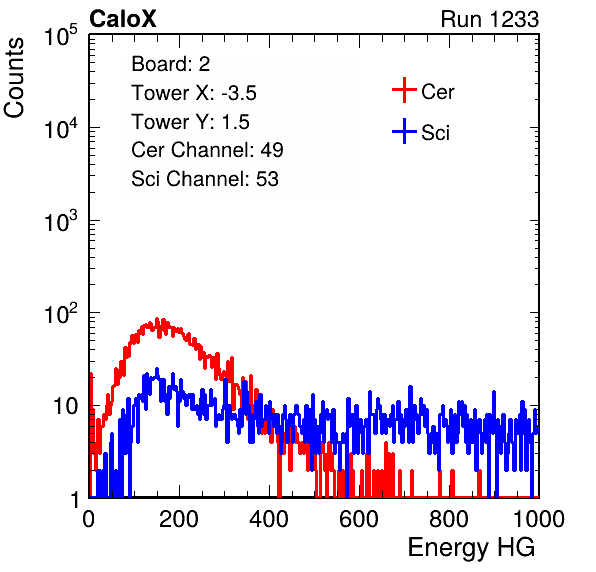 CaloX Run 1233
Board: 2
Tower X: -3.5
Tower Y: 1.5
Cer Channel: 49
Sci Channel: 53
Cer
Sci
Counts
10^5
10^4
10^3
10^2
10
1
0 200 400 600 800 1000
Energy HG